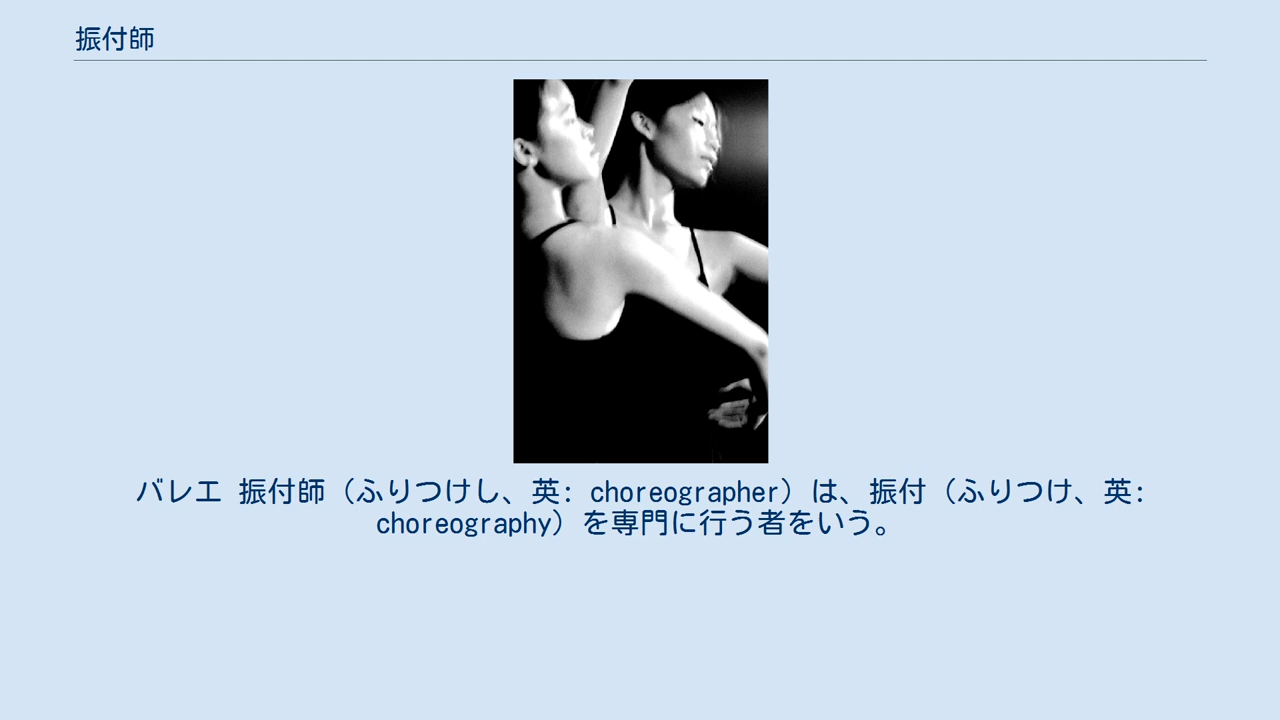 振付師
バレエ 振付師（ふりつけし、英: choreographer）は、振付（ふりつけ、英:
choreography）を専門に行う者をいう。